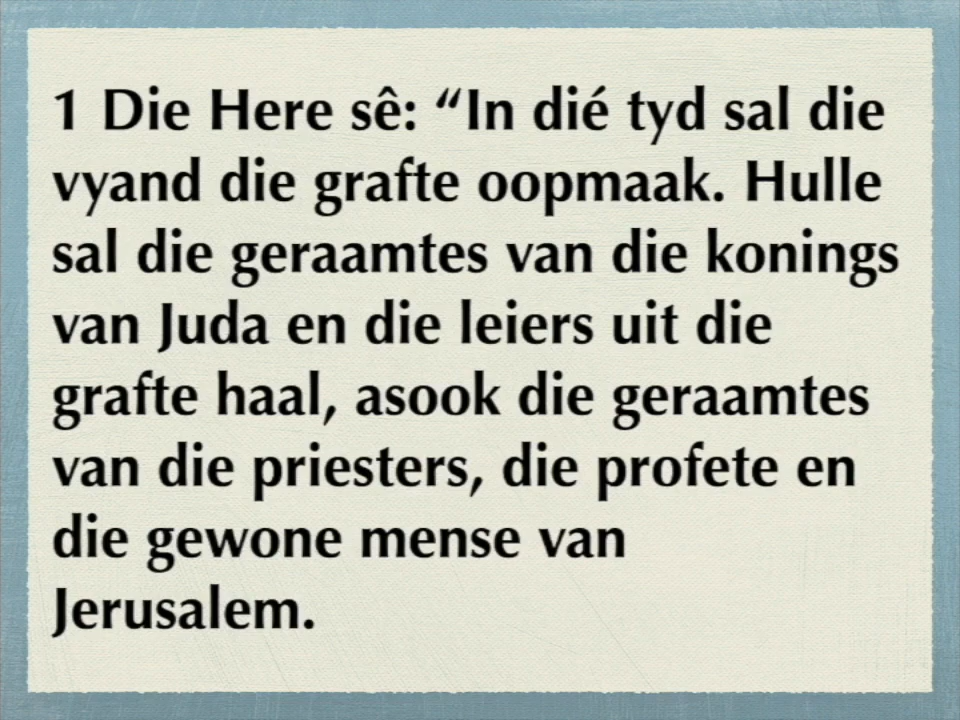 1 Die Here sê: “In dié tyd sal die
vyand die grafte oopmaak. Hulle
sal die geraamtes van die konings
van Juda en die leiers uit die
grafte haal, asook die geraamtes
van die priesters, die profete en
die gewone mense van
Jerusalem.